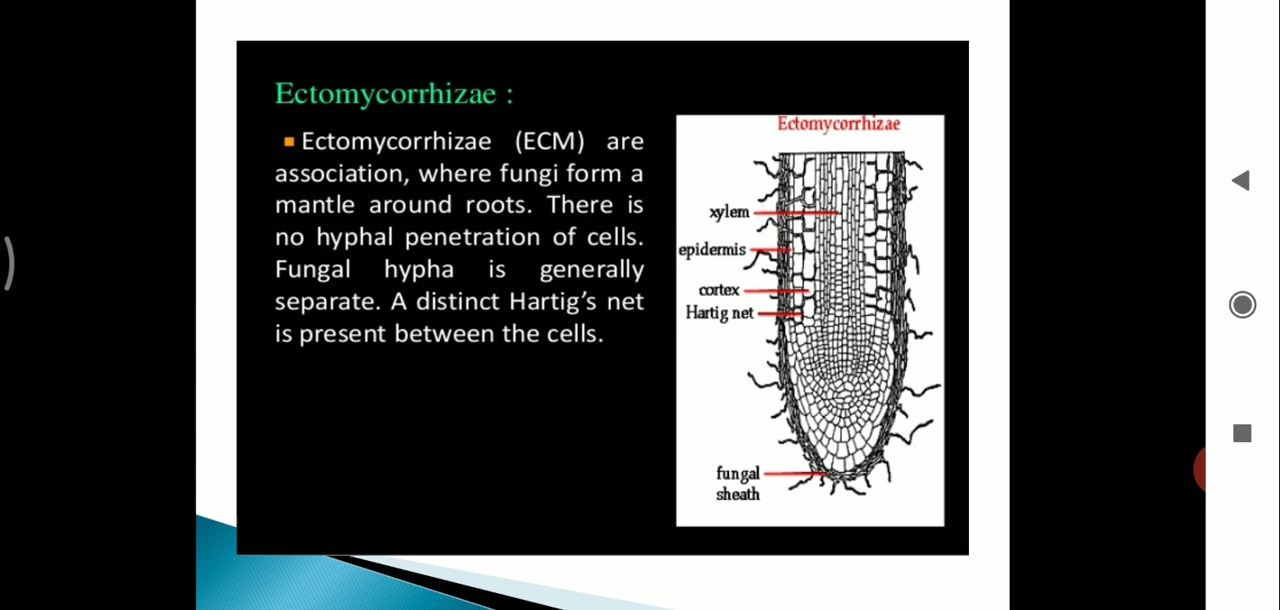 Ectomycorrhizae :
Ectomycorrhizae (ECM) are
association, where fungi form a
mantle around roots. There is
no hyphal penetration of cells.
Fungal hypha is generally
separate. A distinct Hartig’s net
is present between the cells.
Ectomycorrhizae
xylem
epidermis
cortex
Hartig net
fungal
sheath